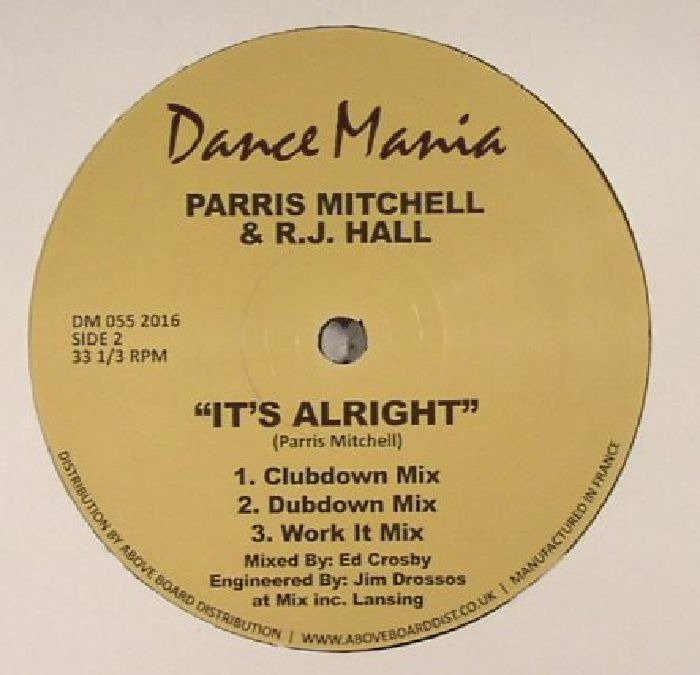 Dance Mania
PARRIS MITCHELL
& R.J. HALL
DM 055 2016
SIDE 2
33 1/3 RPM
“IT’S ALRIGHT”
(Parris Mitchell)
1. Clubdown Mix
2. Dubdown Mix
3. Work It Mix
Mixed By: Ed Crosby
Engineered By: Jim Drossos
at Mix inc. Lansing
DISTRIBUTION BY ABOVE BOARD DISTRIBUTION | WWW.ABOVEBOARDDIST.CO.UK | MANUFACTURED IN FRANCE